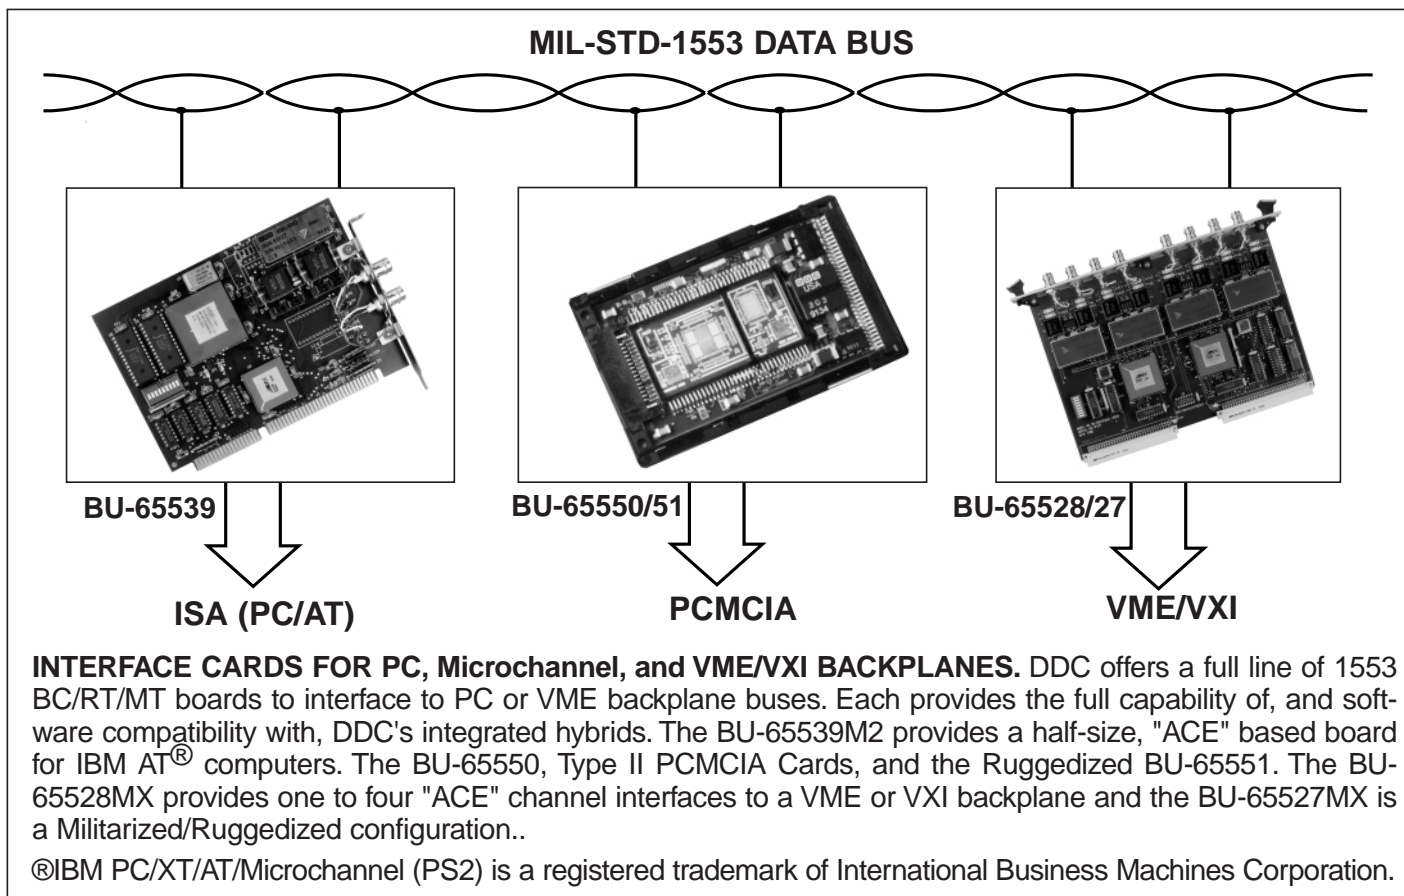 MIL-STD-1553 DATA BUS
USA
BU-65539
BU-65550/51
BU-65528/27
ISA (PC/AT)
PCMCIA
VME/VXI
INTERFACE CARDS FOR PC, Microchannel, and VME/VXI BACKPLANES. DDC offers a full line of 1553
BC/RT/MT boards to interface to PC or VME backplane buses. Each provides the full capability of, and soft-
ware compatibility with, DDC's integrated hybrids. The BU-65539M2 provides a half-size, "ACE" based board
for IBM AT® computers. The BU-65550, Type II PCMCIA Cards, and the Ruggedized BU-65551. The BU-
65528MX provides one to four "ACE" channel interfaces to a VME or VXI backplane and the BU-65527MX is
a Militarized/Ruggedized configuration..
®IBM PC/XT/AT/Microchannel (PS2) is a registered trademark of International Business Machines Corporation.